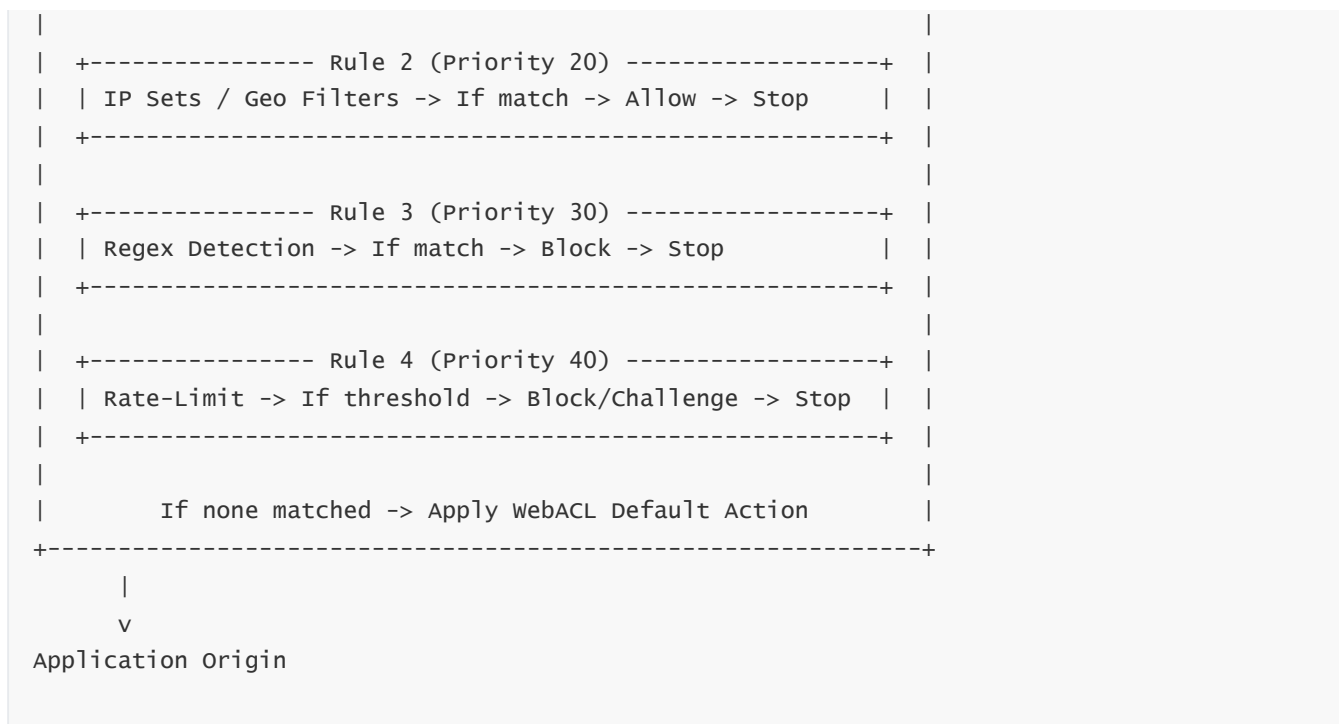 |                                                              |
|  +---------------- Rule 2 (Priority 20) ------------------+  |
|  | IP Sets / Geo Filters -> If match -> Allow -> Stop     |  |
|  +--------------------------------------------------------+  |
|                                                              |
|  +---------------- Rule 3 (Priority 30) ------------------+  |
|  | Regex Detection -> If match -> Block -> Stop           |  |
|  +--------------------------------------------------------+  |
|                                                              |
|  +---------------- Rule 4 (Priority 40) ------------------+  |
|  | Rate-Limit -> If threshold -> Block/Challenge -> Stop  |  |
|  +--------------------------------------------------------+  |
|                                                              |
|        If none matched -> Apply WebACL Default Action        |
+--------------------------------------------------------------+
      |
      v
Application Origin